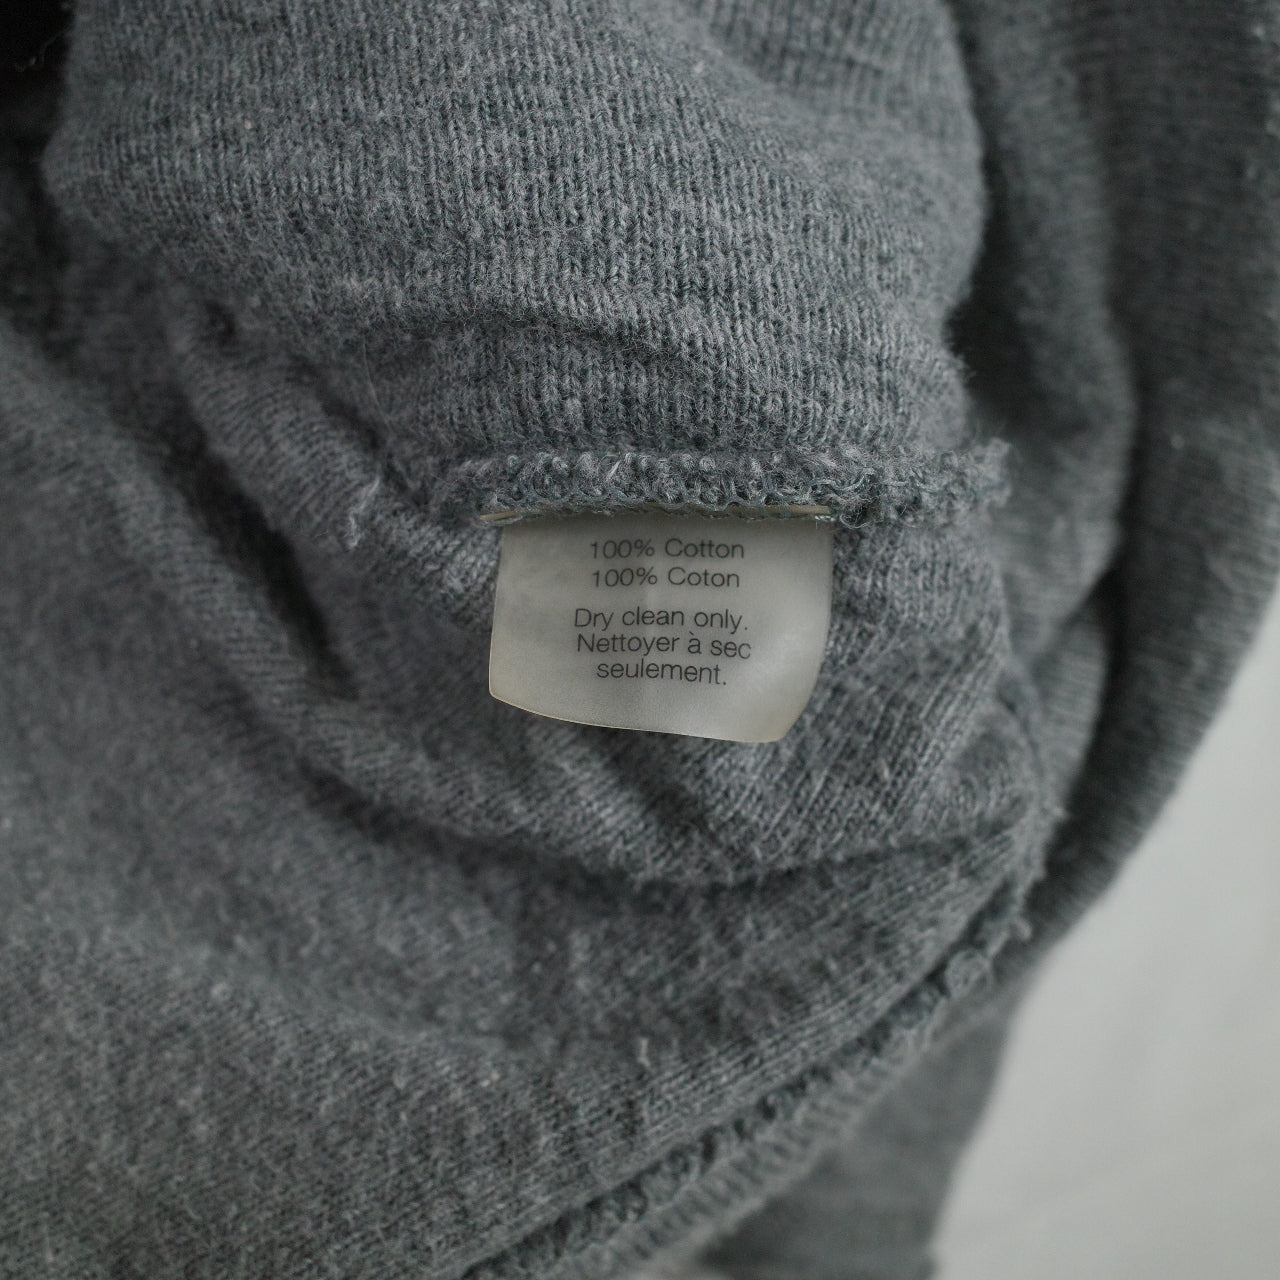 100% Cotton
100% Coton
Dry clean only.
Nettoyer à sec
seulement.